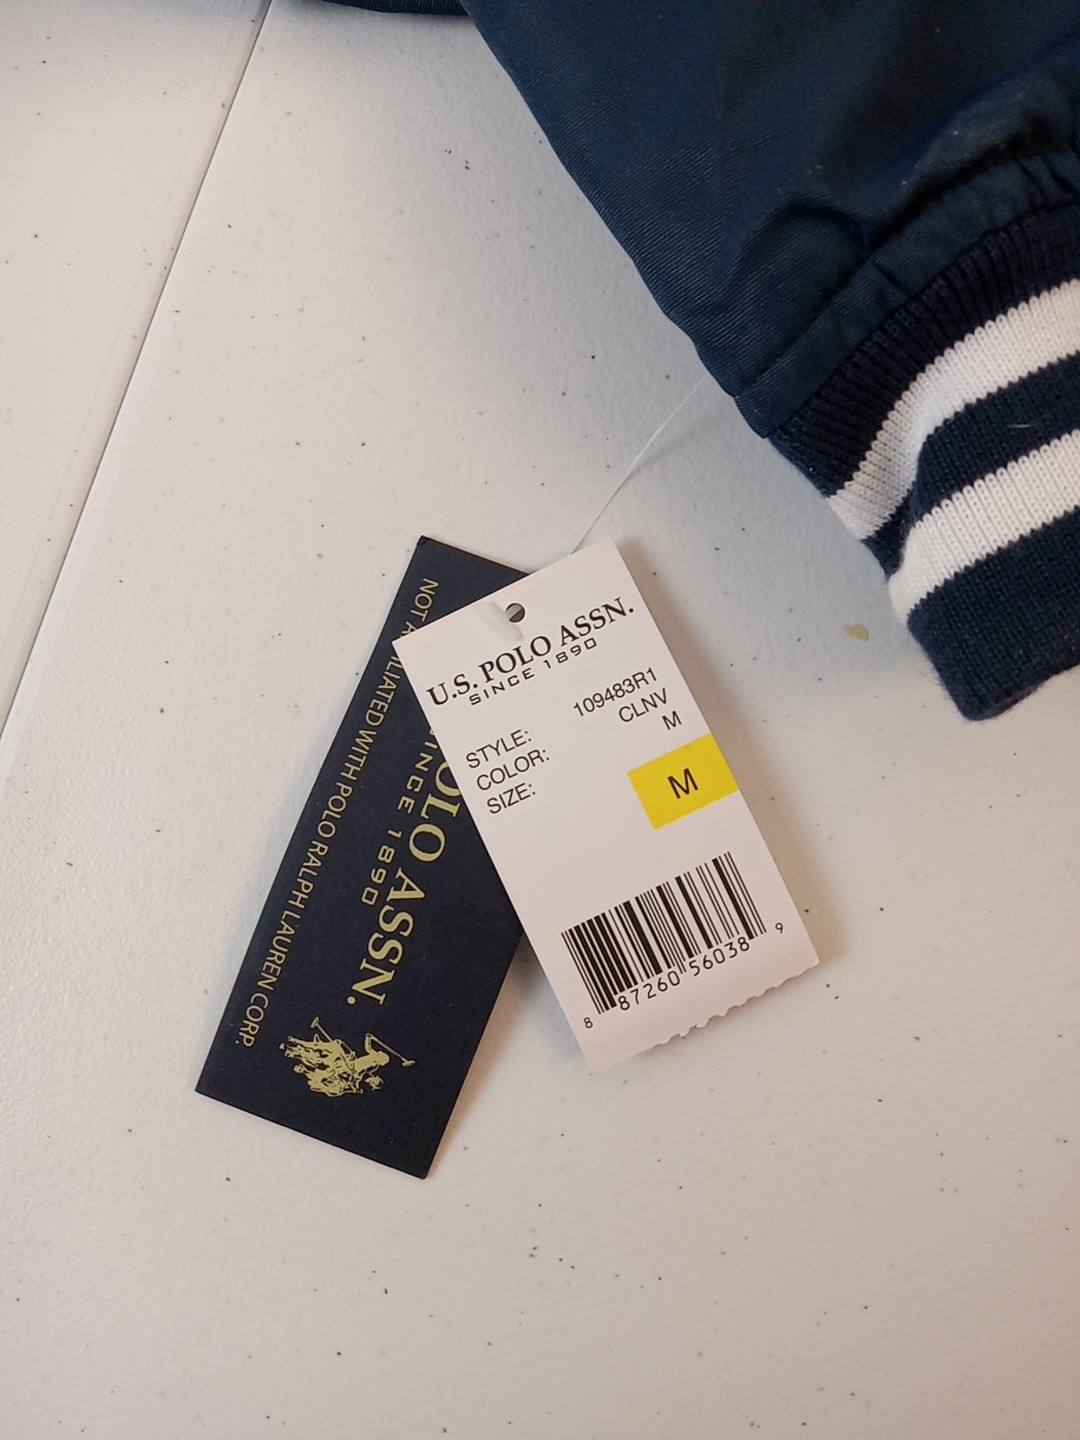 U.S. POLO ASSN.
SINCE 1890
STYLE: 109483R1
COLOR: CLNV
SIZE: M
M
8 87260 56038 9
POLO ASSN.
SINCE 1890
NOT AFFILIATED WITH POLO RALPH LAUREN CORP.